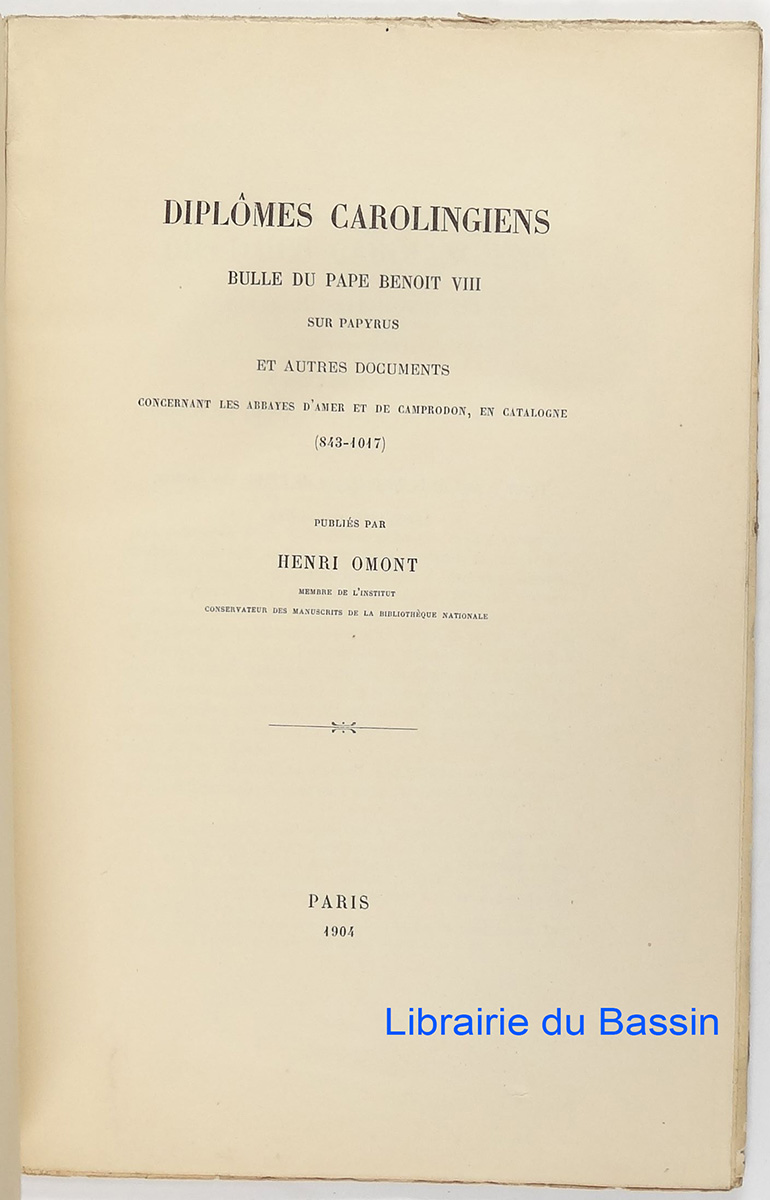 DIPLÔMES CAROLINGIENS
BULLE DU PAPE BENOIT VIII
SUR PAPYRUS
ET AUTRES DOCUMENTS
CONCERNANT LES ABBAYES D'AMER ET DE CAMPRODON, EN CATALOGNE
(843-1017)
PUBLIÉS PAR
HENRI OMONT
MEMBRE DE L'INSTITUT
CONSERVATEUR DES MANUSCRITS DE LA BIBLIOTHÈQUE NATIONALE
PARIS
1904
Librairie du Bassin